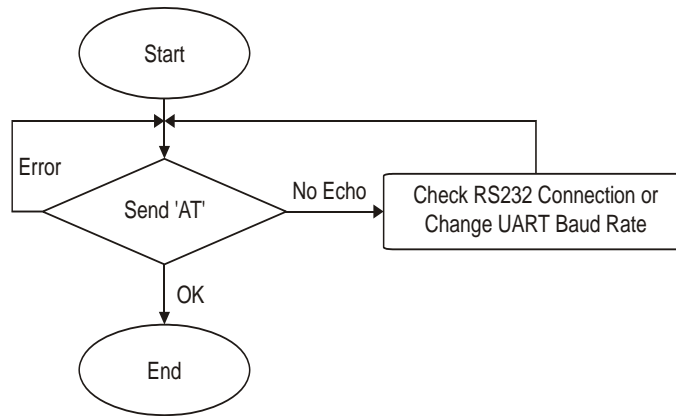 Start
Error
Send 'AT'
No Echo
Check RS232 Connection or
Change UART Baud Rate
OK
End